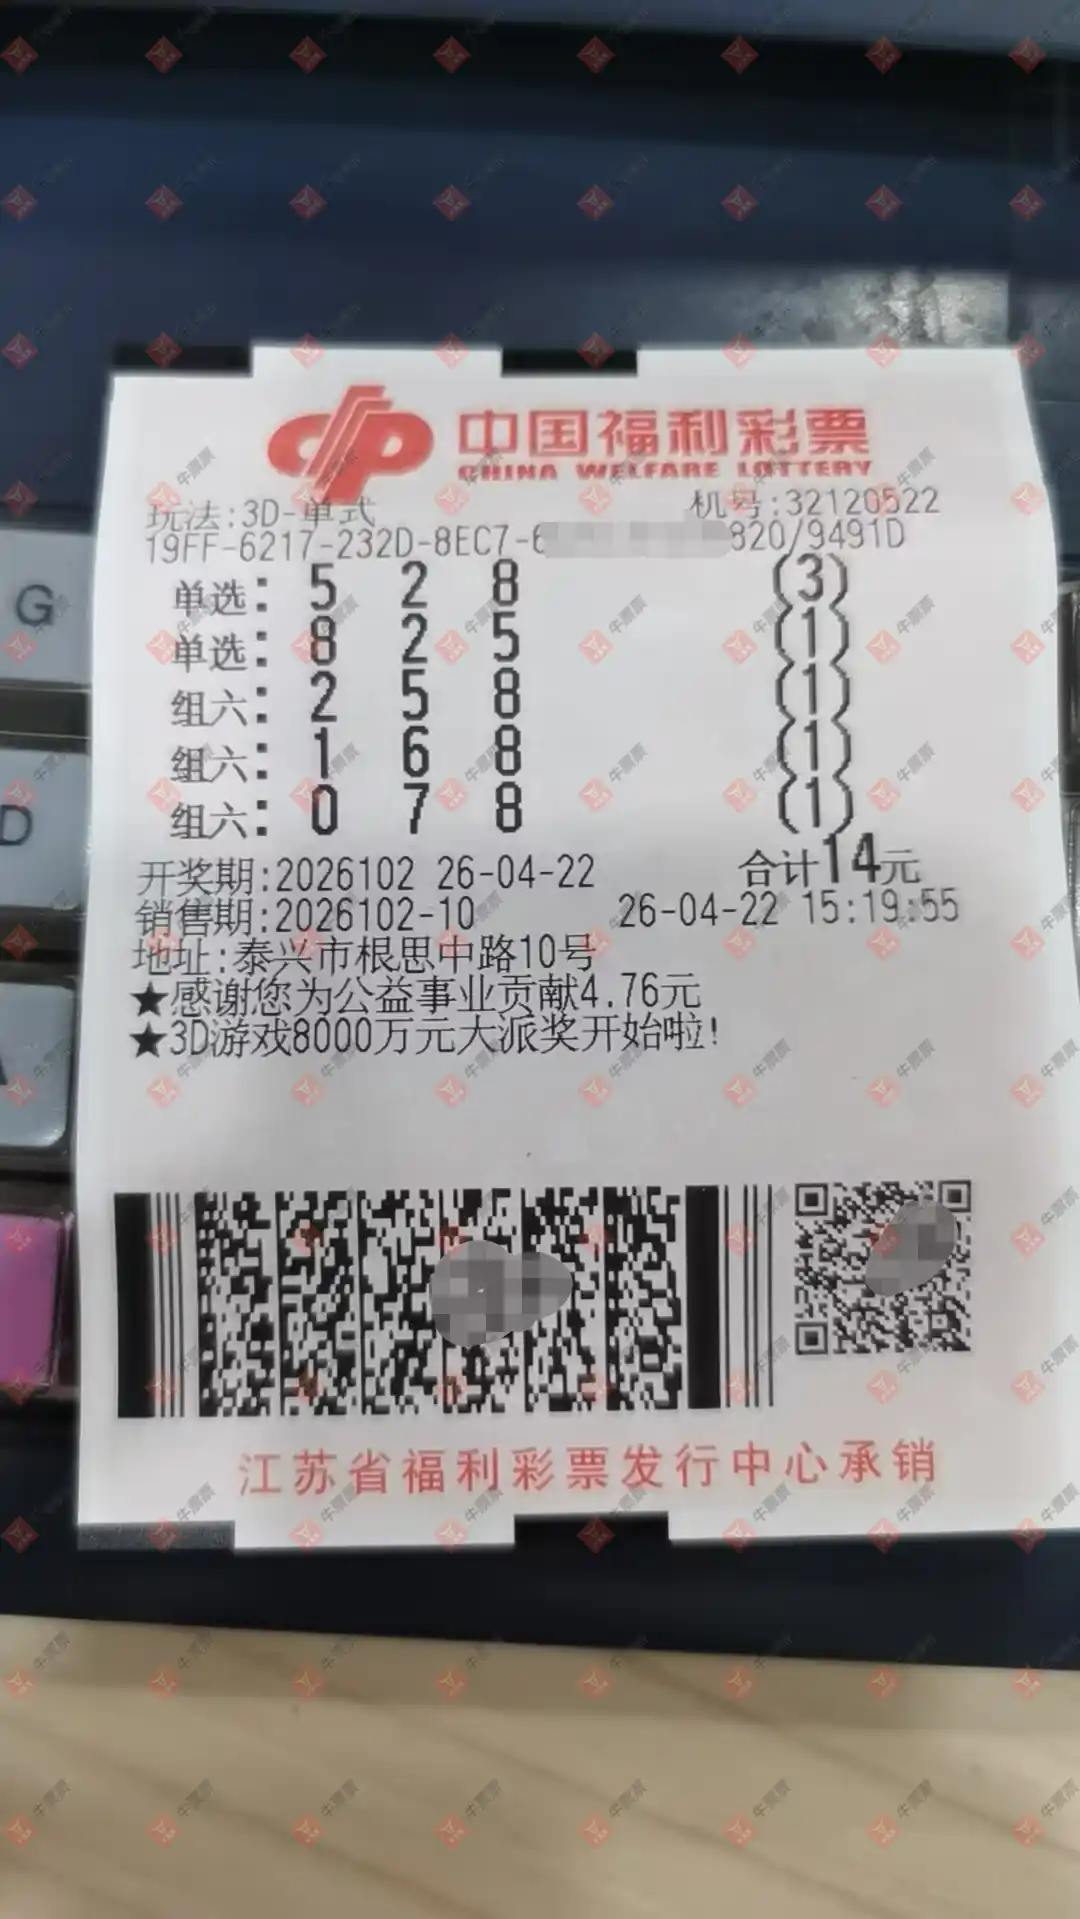 中国福利彩票
CHINA WELFARE LOTTERY
玩法:3D-单式 机号:32120522
19FF-6217-232D-8EC7-6 820/9491D
单选: 5 2 8 (3)
单选: 8 2 5 (1)
组六: 2 5 8 (1)
组六: 1 6 8 (1)
组六: 0 7 8 (1)
开奖期:2026102 26-04-22 合计14元
销售期:2026102-10 26-04-22 15:19:55
地址:泰兴市根思中路10号
★感谢您为公益事业贡献4.76元
★3D游戏8000万元大派奖开始啦!
江苏省福利彩票发行中心承销
G
D
A
牛票票